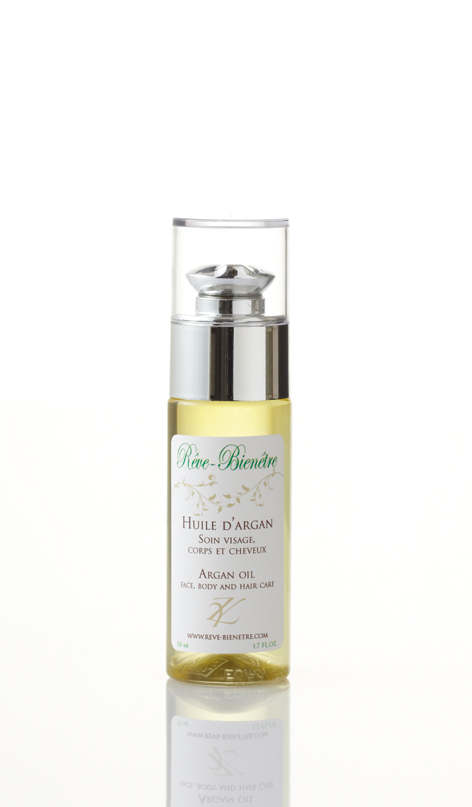 Rêve-Bienêtre
HUILE D'ARGAN
SOIN VISAGE,
CORPS ET CHEVEUX
ARGAN OIL
FACE, BODY AND HAIR CARE
WWW.REVE-BIENETRE.COM
50 ml 1.7 FL.OZ